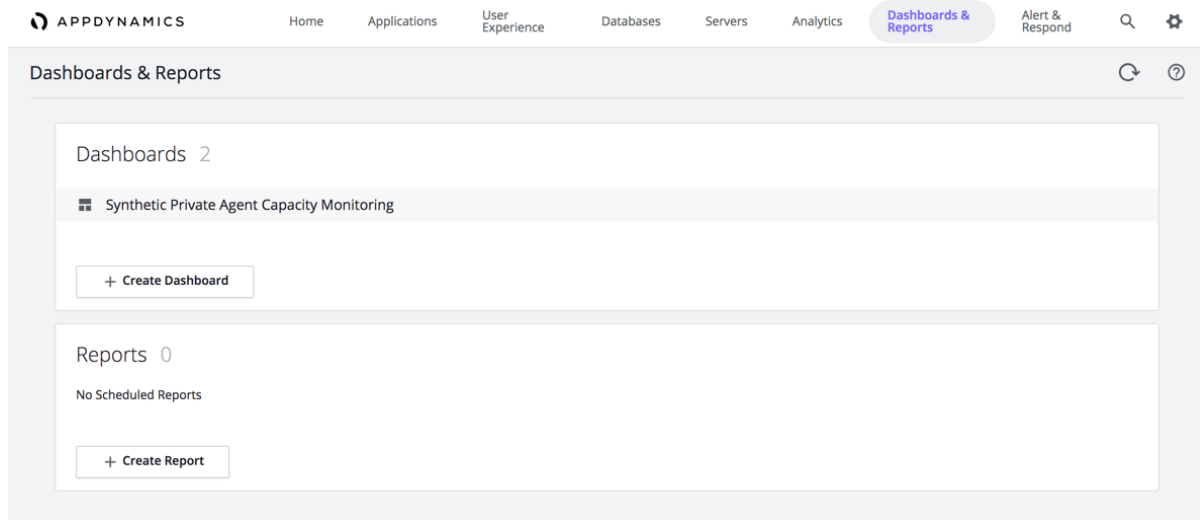 APPDYNAMICS
Home
Applications
User
Experience
Databases
Servers
Analytics
Dashboards &
Reports
Alert &
Respond
Dashboards & Reports
Dashboards 2
Synthetic Private Agent Capacity Monitoring
+ Create Dashboard
Reports 0
No Scheduled Reports
+ Create Report